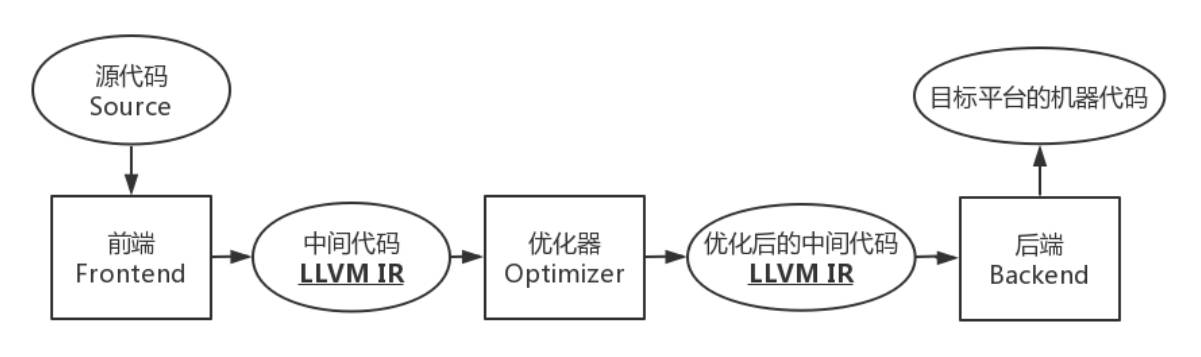 源代码
Source
目标平台的机器代码
前端
Frontend
中间代码
LLVM IR
优化器
Optimizer
优化后的中间代码
LLVM IR
后端
Backend